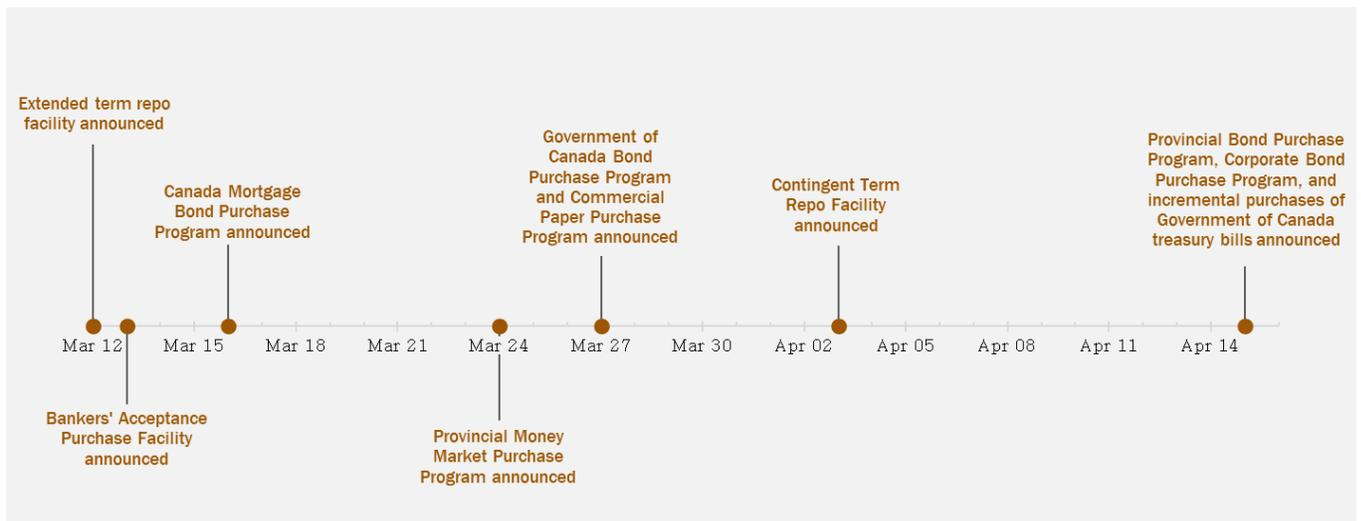 Extended term repo
facility announced
Canada Mortgage
Bond Purchase
Program announced
Government of
Canada Bond
Purchase Program
and Commercial
Paper Purchase
Program announced
Contingent Term
Repo Facility
announced
Provincial Bond Purchase
Program, Corporate Bond
Purchase Program, and
incremental purchases of
Government of Canada
treasury bills announced
Mar 12 Mar 15 Mar 18 Mar 21 Mar 24 Mar 27 Mar 30 Apr 02 Apr 05 Apr 08 Apr 11 Apr 14
Bankers' Acceptance
Purchase Facility
announced
Provincial Money
Market Purchase
Program announced